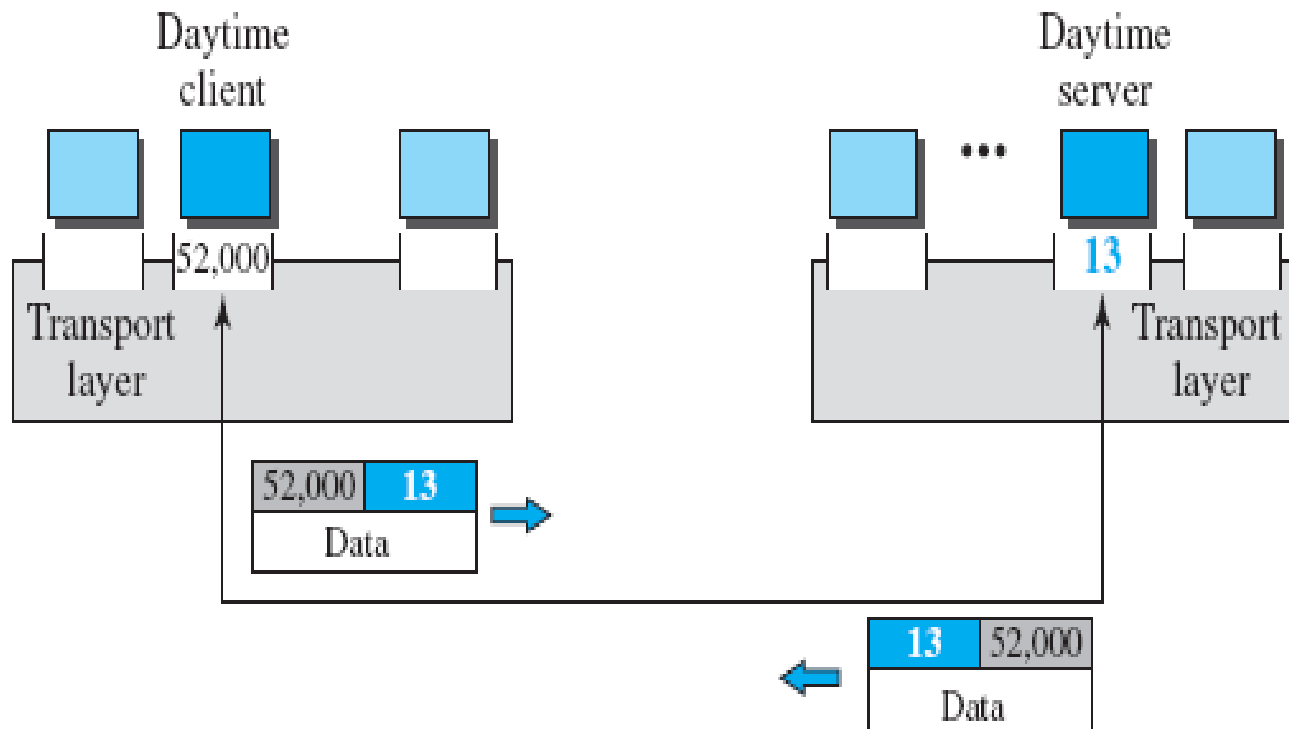 Daytime
client
Daytime
server
•••
52,000
13
Transport
layer
Transport
layer
52,000 13
Data
13 52,000
Data